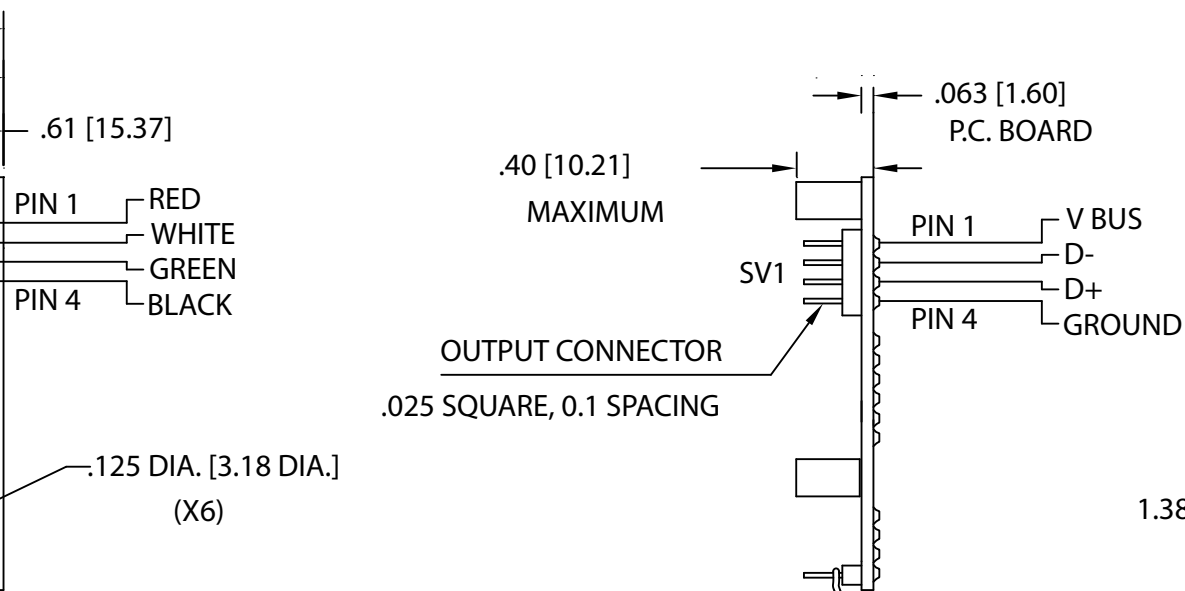 .61 [15.37]
PIN 1
RED
WHITE
GREEN
BLACK
PIN 4
.125 DIA. [3.18 DIA.]
(X6)
.063 [1.60]
P.C. BOARD
.40 [10.21]
MAXIMUM
SV1
PIN 1
V BUS
D-
D+
GROUND
PIN 4
OUTPUT CONNECTOR
.025 SQUARE, 0.1 SPACING
1.38